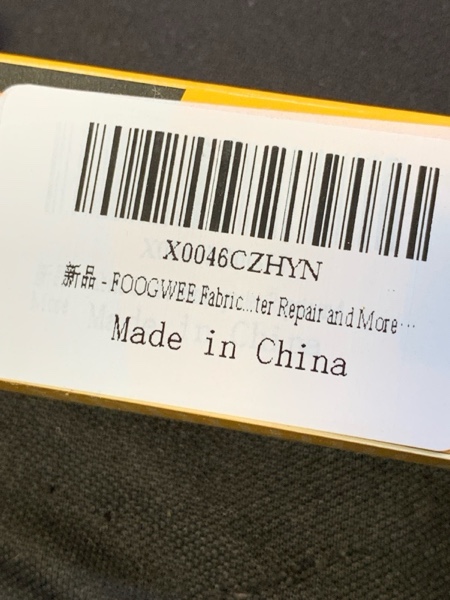 X0046CZHYN
新品 - FOOGWEE Fabric...ter Repair and More...
Made in China